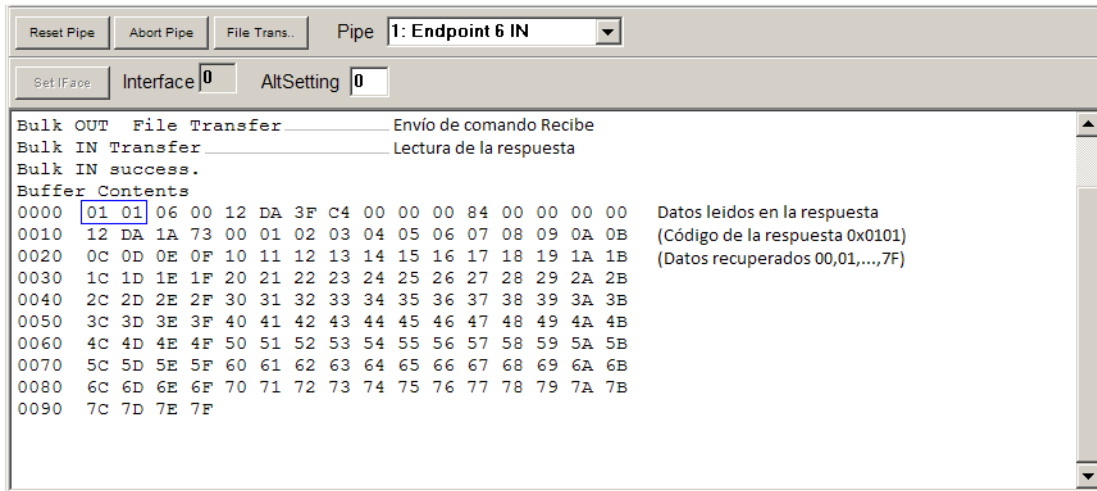 Reset Pipe Abort Pipe File Trans.. Pipe 1: Endpoint 6 IN
Set IFace Interface 0 AltSetting 0
Bulk OUT File Transfer Envío de comando Recibe
Bulk IN Transfer Lectura de la respuesta
Bulk IN success.
Buffer Contents
0000 01 01 06 00 12 DA 3F C4 00 00 00 84 00 00 00 00 Datos leidos en la respuesta
0010 12 DA 1A 73 00 01 02 03 04 05 06 07 08 09 0A 0B (Código de la respuesta 0x0101)
0020 0C 0D 0E 0F 10 11 12 13 14 15 16 17 18 19 1A 1B (Datos recuperados 00,01,...,7F)
0030 1C 1D 1E 1F 20 21 22 23 24 25 26 27 28 29 2A 2B
0040 2C 2D 2E 2F 30 31 32 33 34 35 36 37 38 39 3A 3B
0050 3C 3D 3E 3F 40 41 42 43 44 45 46 47 48 49 4A 4B
0060 4C 4D 4E 4F 50 51 52 53 54 55 56 57 58 59 5A 5B
0070 5C 5D 5E 5F 60 61 62 63 64 65 66 67 68 69 6A 6B
0080 6C 6D 6E 6F 70 71 72 73 74 75 76 77 78 79 7A 7B
0090 7C 7D 7E 7F